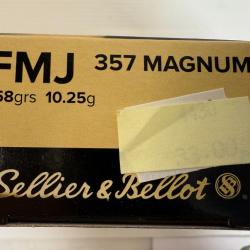 FMJ 357 MAGNUM
58grs 10.25g
Sellier & Bellot